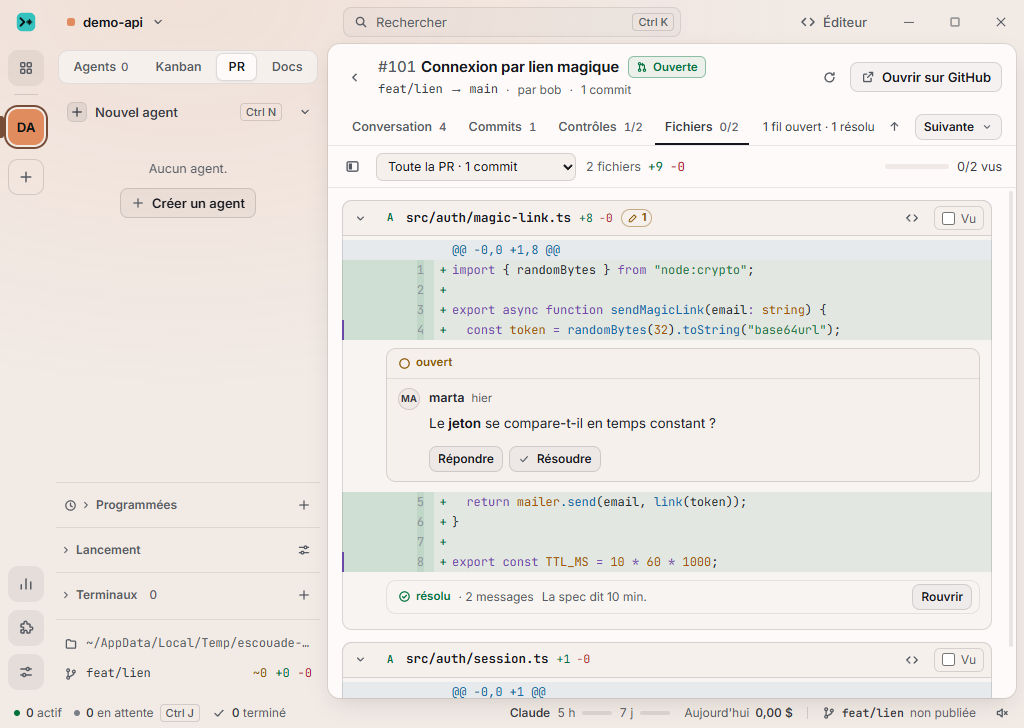 demo-api
Rechercher
Ctrl K
Éditeur
Agents 0
Kanban
PR
Docs
DA
Nouvel agent
Ctrl N
Aucun agent.
Créer un agent
Programmées
Lancement
Terminaux 0
~/AppData/Local/Temp/escouade-…
feat/lien
~0 +0 -0
#101 Connexion par lien magique
Ouverte
feat/lien → main · par bob · 1 commit
Ouvrir sur GitHub
Conversation 4
Commits 1
Contrôles 1/2
Fichiers 0/2
1 fil ouvert · 1 résolu
Suivante
Toute la PR · 1 commit
2 fichiers +9 -0
0/2 vus
A src/auth/magic-link.ts +8 -0
1
Vu
@@ -0,0 +1,8 @@
1 + import { randomBytes } from "node:crypto";
2 +
3 + export async function sendMagicLink(email: string) {
4 + const token = randomBytes(32).toString("base64url");
ouvert
MA
marta hier
Le jeton se compare-t-il en temps constant ?
Répondre
Résoudre
5 + return mailer.send(email, link(token));
6 + }
7 +
8 + export const TTL_MS = 10 * 60 * 1000;
résolu · 2 messages La spec dit 10 min.
Rouvrir
A src/auth/session.ts +1 -0
Vu
@@ -0,0 +1 @@
0 actif
0 en attente
Ctrl J
0 terminé
Claude 5 h
7 j
Aujourd'hui 0,00 $
feat/lien non publiée